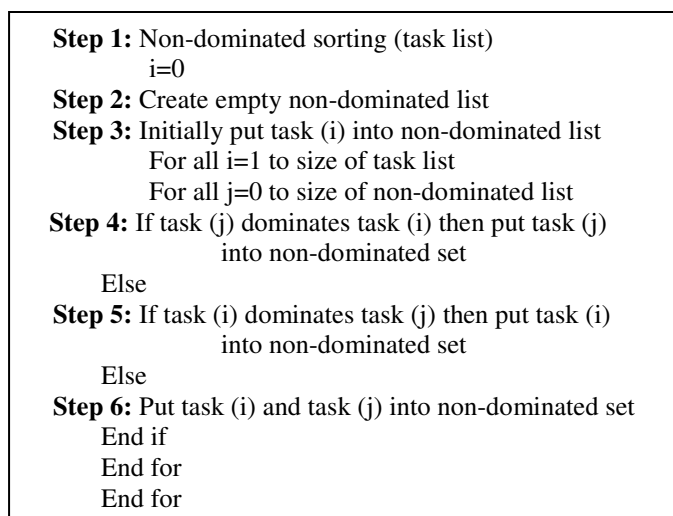 Step 1: Non-dominated sorting (task list)
i=0
Step 2: Create empty non-dominated list
Step 3: Initially put task (i) into non-dominated list
For all i=1 to size of task list
For all j=0 to size of non-dominated list
Step 4: If task (j) dominates task (i) then put task (j)
into non-dominated set
Else
Step 5: If task (i) dominates task (j) then put task (i)
into non-dominated set
Else
Step 6: Put task (i) and task (j) into non-dominated set
End if
End for
End for